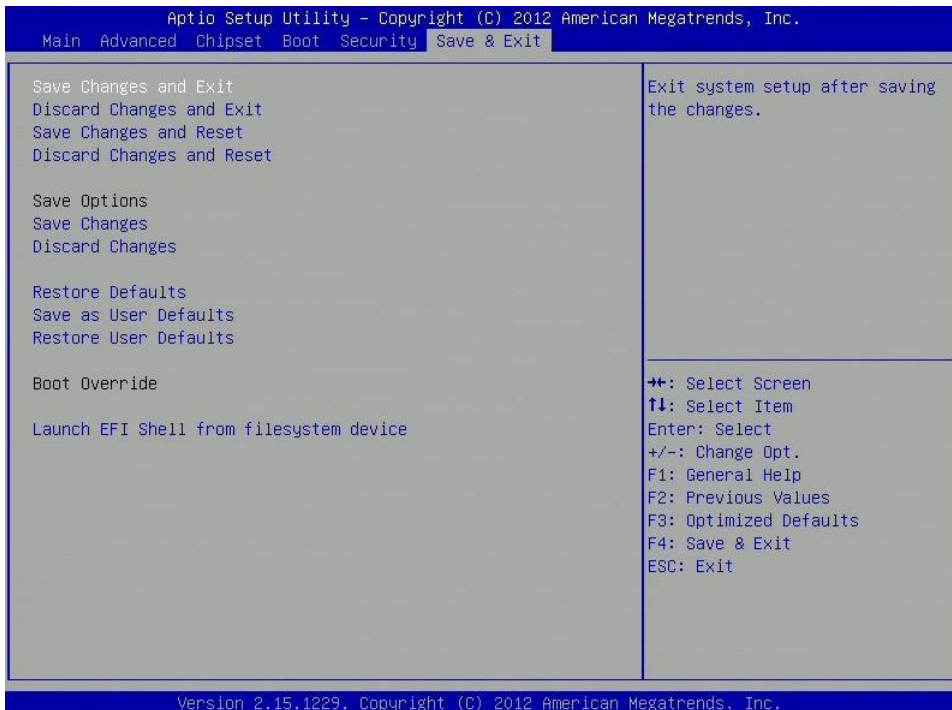 Aptio Setup Utility – Copyright (C) 2012 American Megatrends, Inc.
Main Advanced Chipset Boot Security Save & Exit
Save Changes and Exit
Discard Changes and Exit
Save Changes and Reset
Discard Changes and Reset
Save Options
Save Changes
Discard Changes
Restore Defaults
Save as User Defaults
Restore User Defaults
Boot Override
Launch EFI Shell from filesystem device
Exit system setup after saving
the changes.
→←: Select Screen
↑↓: Select Item
Enter: Select
+/-: Change Opt.
F1: General Help
F2: Previous Values
F3: Optimized Defaults
F4: Save & Exit
ESC: Exit
Version 2.15.1229. Copyright (C) 2012 American Megatrends, Inc.